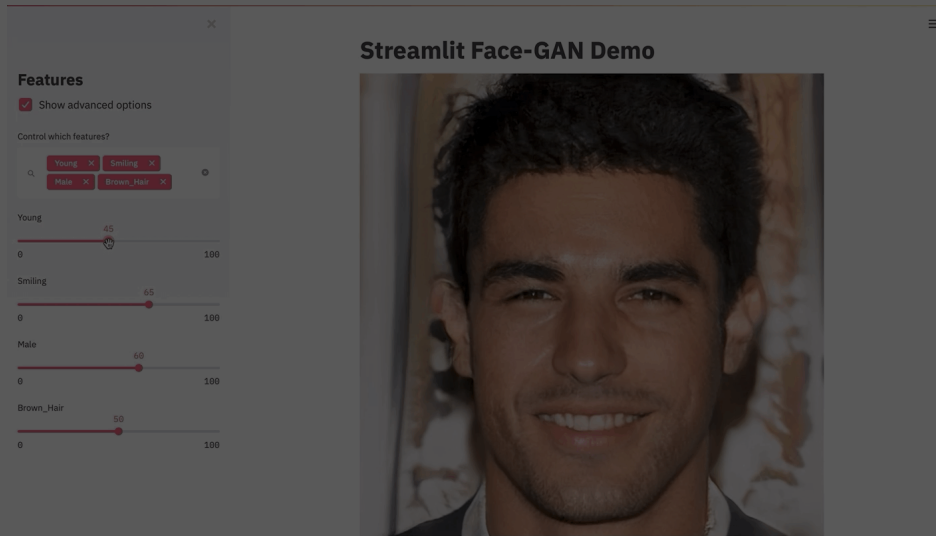 Streamlit Face-GAN Demo
Features
Show advanced options
Control which features?
Young
Smiling
Male
Brown_Hair
Young
45
0 100
Smiling
65
0 100
Male
60
0 100
Brown_Hair
50
0 100